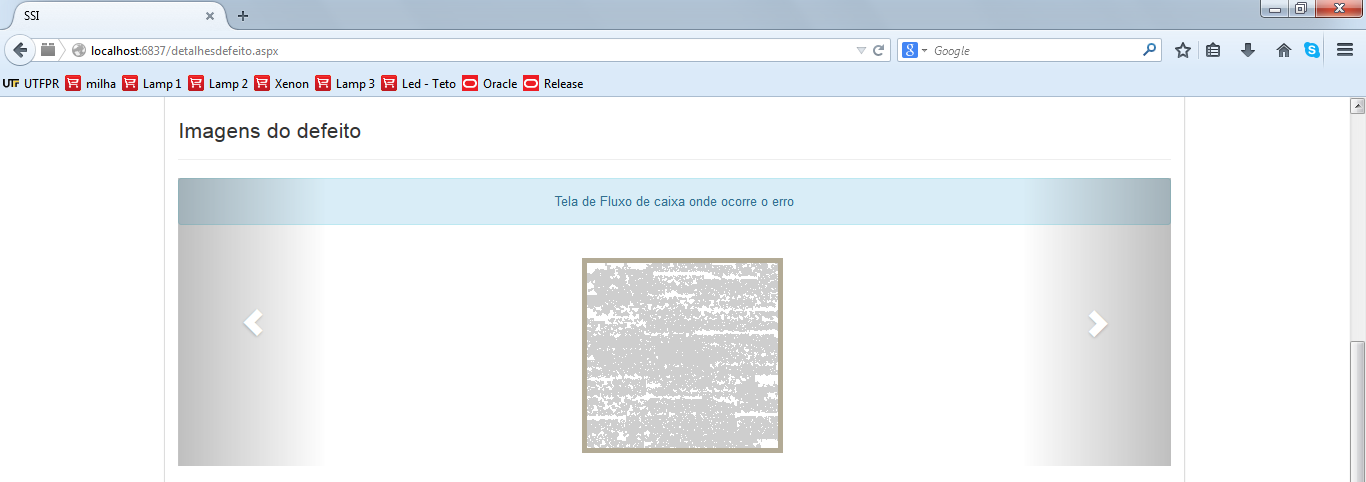 SSI
localhost:6837/detalhesdefeito.aspx
Google
UTF UTFPR milha Lamp 1 Lamp 2 Xenon Lamp 3 Led - Teto Oracle Release
Imagens do defeito
Tela de Fluxo de caixa onde ocorre o erro